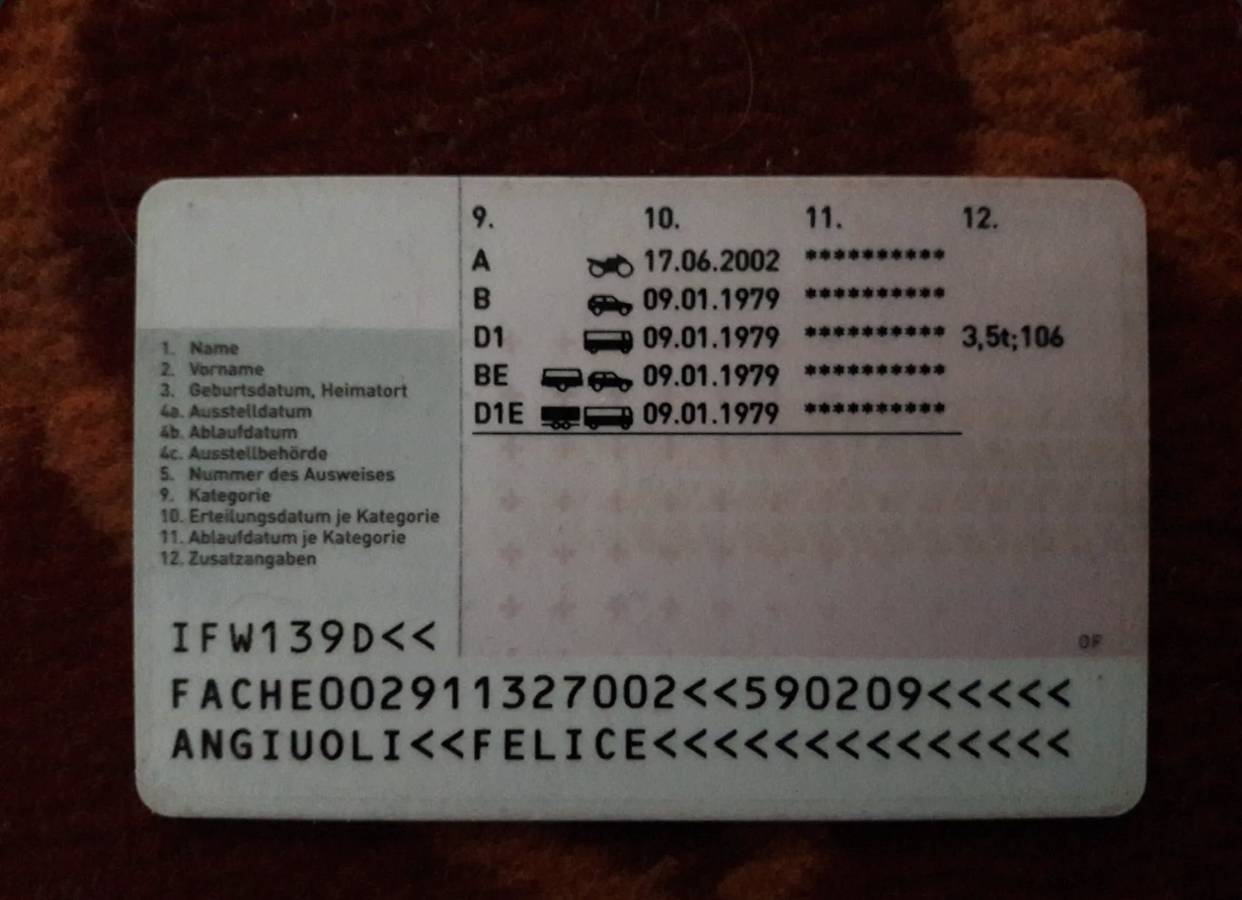 9. 10. 11. 12.
A 17.06.2002 **********
B 09.01.1979 **********
D1 09.01.1979 ********** 3,5t;106
BE 09.01.1979 **********
D1E 09.01.1979 **********
1. Name
2. Vorname
3. Geburtsdatum, Heimatort
4a. Ausstelldatum
4b. Ablaufdatum
4c. Ausstellbehörde
5. Nummer des Ausweises
9. Kategorie
10. Erteilungsdatum je Kategorie
11. Ablaufdatum je Kategorie
12. Zusatzangaben
IFW139D<<
FACHE002911327002<<590209<<<<<
ANGIUOLI<<FELICE<<<<<<<<<<<<<<